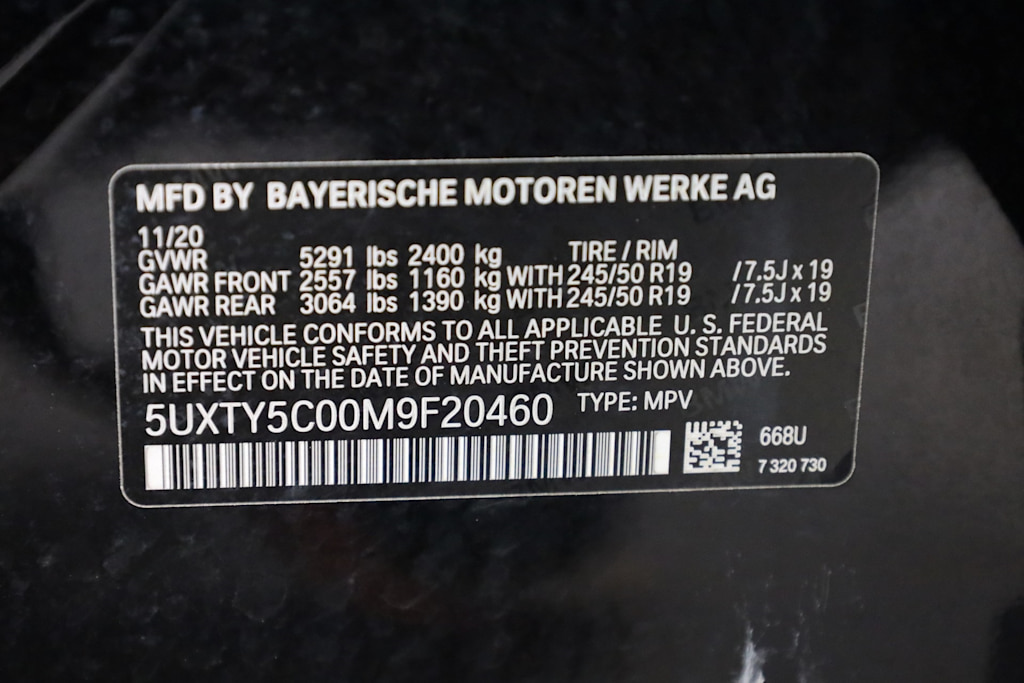 MFD BY BAYERISCHE MOTOREN WERKE AG
11/20
GVWR 5291 lbs 2400 kg TIRE / RIM
GAWR FRONT 2557 lbs 1160 kg WITH 245/50 R19 /7.5J x 19
GAWR REAR 3064 lbs 1390 kg WITH 245/50 R19 /7.5J x 19
THIS VEHICLE CONFORMS TO ALL APPLICABLE U. S. FEDERAL
MOTOR VEHICLE SAFETY AND THEFT PREVENTION STANDARDS
IN EFFECT ON THE DATE OF MANUFACTURE SHOWN ABOVE.
5UXTY5C00M9F20460 TYPE: MPV
668U
7 320 730